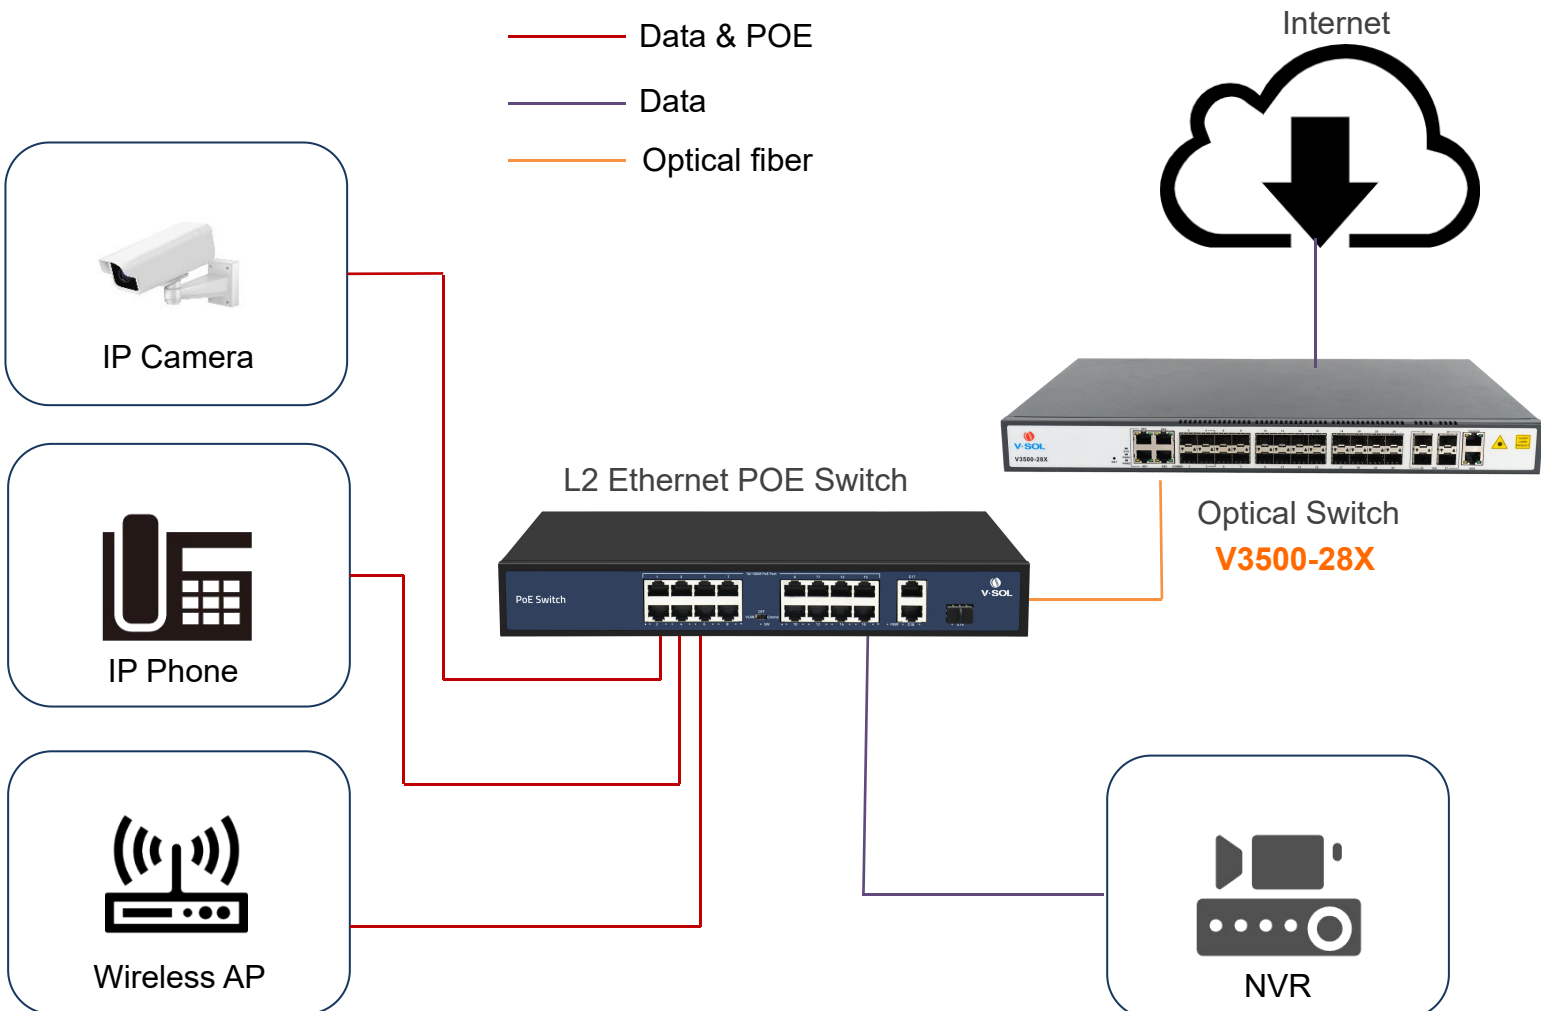 Data & POE
Data
Optical fiber
Internet
IP Camera
V·SOL
V3500-28X
L2 Ethernet POE Switch
Optical Switch
V3500-28X
PoE Switch
V·SOL
IP Phone
Wireless AP
NVR